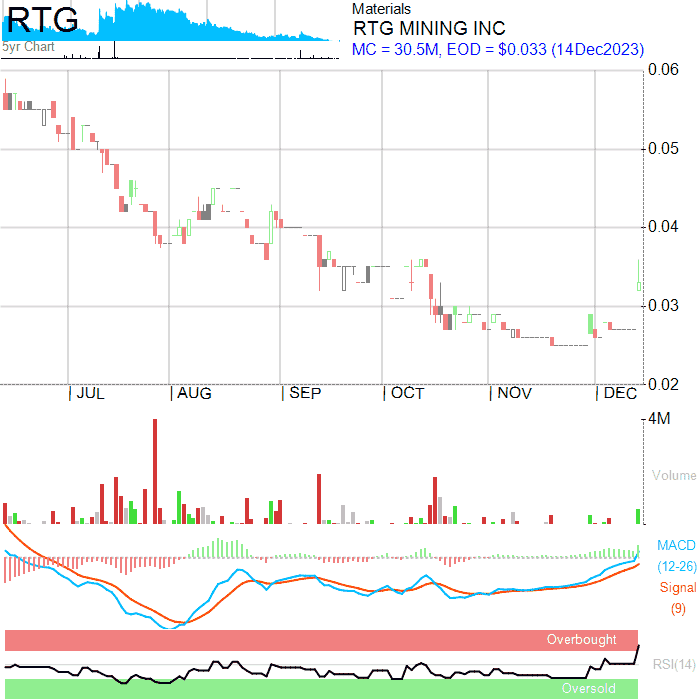 RTG
5yr Chart
Materials
RTG MINING INC
MC = 30.5M, EOD = $0.033 (14Dec2023)
0.06
0.05
0.04
0.03
0.02
JUL AUG SEP OCT NOV DEC
4M
Volume
MACD
(12-26)
Signal
(9)
Overbought
RSI(14)
Oversold